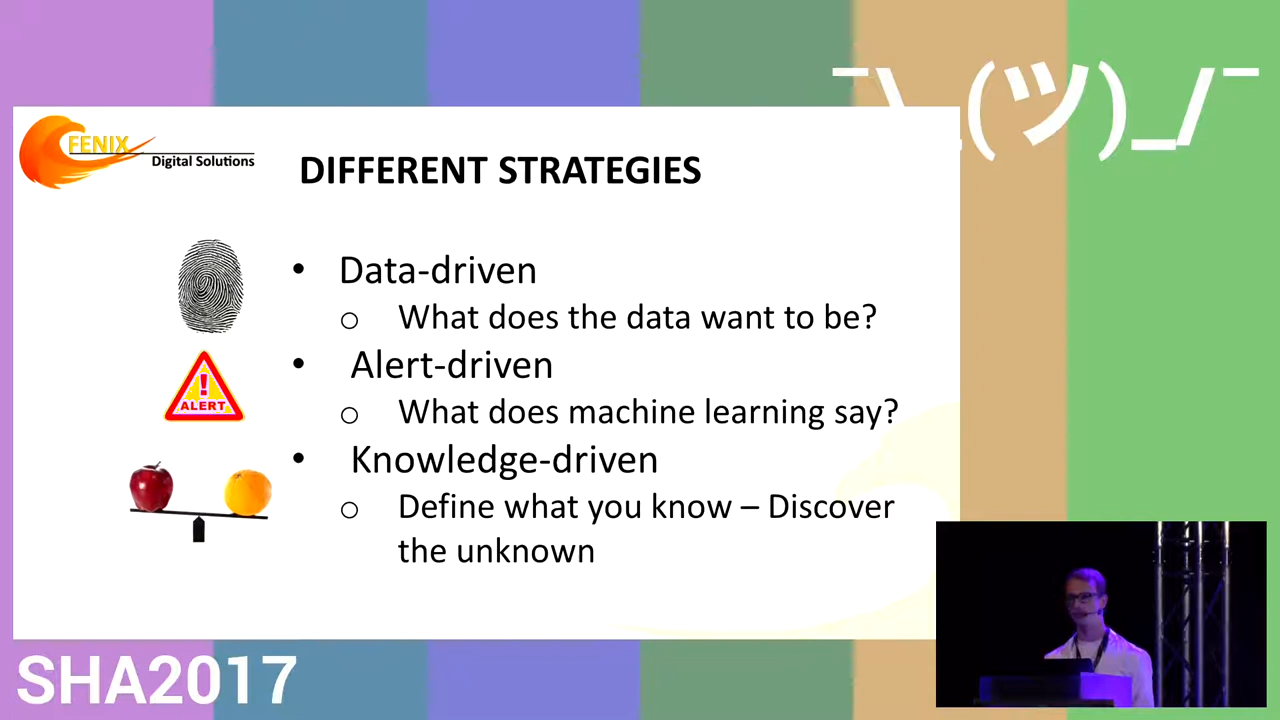 ¯\_(ツ)_/¯
FENIX
Digital Solutions
DIFFERENT STRATEGIES
• Data-driven
o What does the data want to be?
• Alert-driven
o What does machine learning say?
ALERT
• Knowledge-driven
o Define what you know – Discover
the unknown
SHA2017